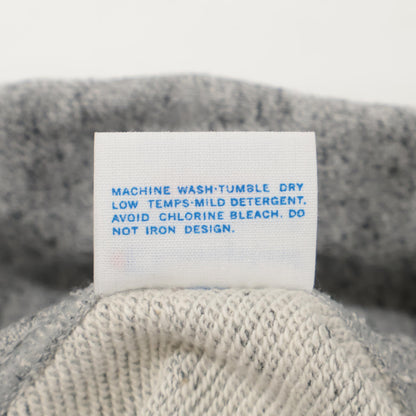 MACHINE WASH·TUMBLE DRY
LOW TEMPS·MILD DETERGENT.
AVOID CHLORINE BLEACH. DO
NOT IRON DESIGN.